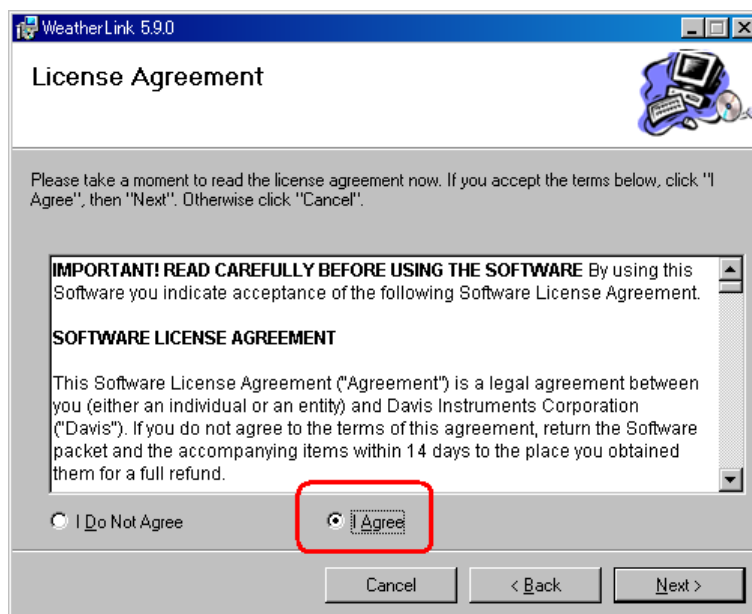 WeatherLink 5.9.0
License Agreement
Please take a moment to read the license agreement now. If you accept the terms below, click "I
Agree", then "Next". Otherwise click "Cancel".
IMPORTANT! READ CAREFULLY BEFORE USING THE SOFTWARE By using this
Software you indicate acceptance of the following Software License Agreement.
SOFTWARE LICENSE AGREEMENT
This Software License Agreement ("Agreement") is a legal agreement between
you (either an individual or an entity) and Davis Instruments Corporation
("Davis"). If you do not agree to the terms of this agreement, return the Software
packet and the accompanying items within 14 days to the place you obtained
them for a full refund.
I Do Not Agree
I Agree
Cancel
< Back
Next >